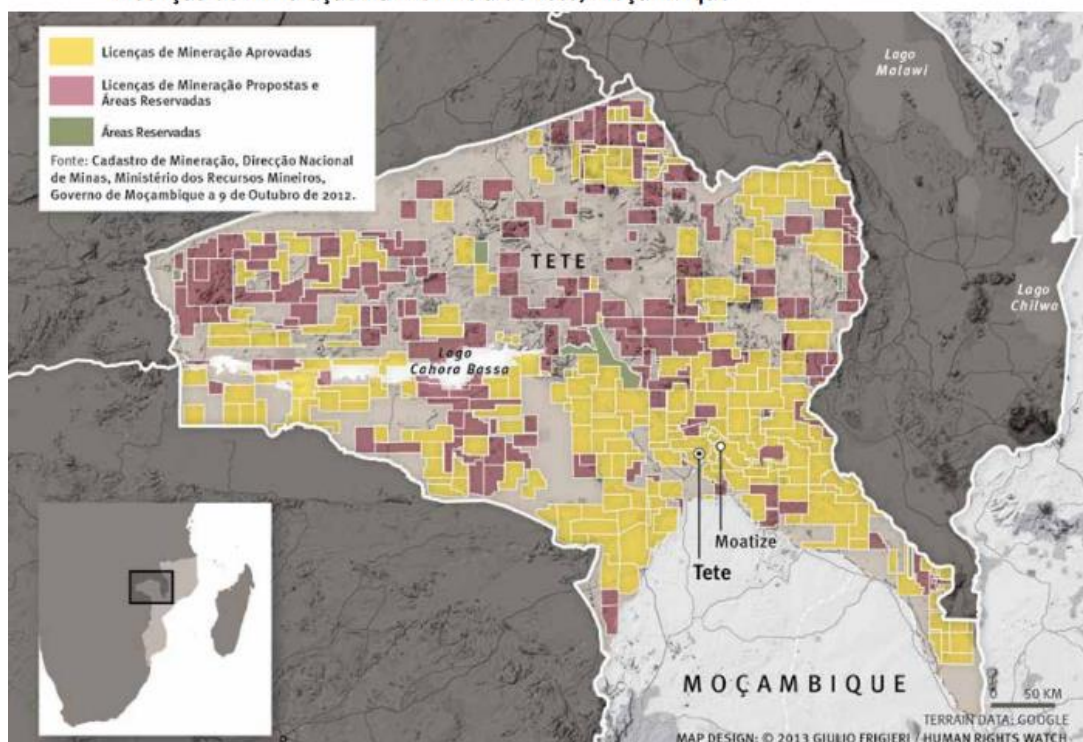 Licenças de Mineração Aprovadas
Licenças de Mineração Propostas e
Áreas Reservadas
Áreas Reservadas
Fonte: Cadastro de Mineração, Direcção Nacional
de Minas, Ministério dos Recursos Mineiros,
Governo de Moçambique a 9 de Outubro de 2012.
Lago
Malawi
TETE
Lago
Chilwa
Lago
Cahora Bassa
Moatize
Tete
MOÇAMBIQUE
0 50 KM
TERRAIN DATA: GOOGLE
MAP DESIGN: © 2013 GIULIO FRIGIERI / HUMAN RIGHTS WATCH